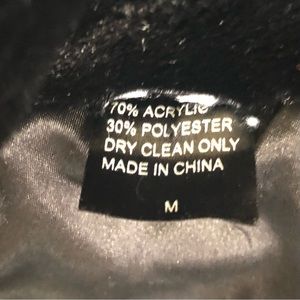 70% ACRYLIC
30% POLYESTER
DRY CLEAN ONLY
MADE IN CHINA
M